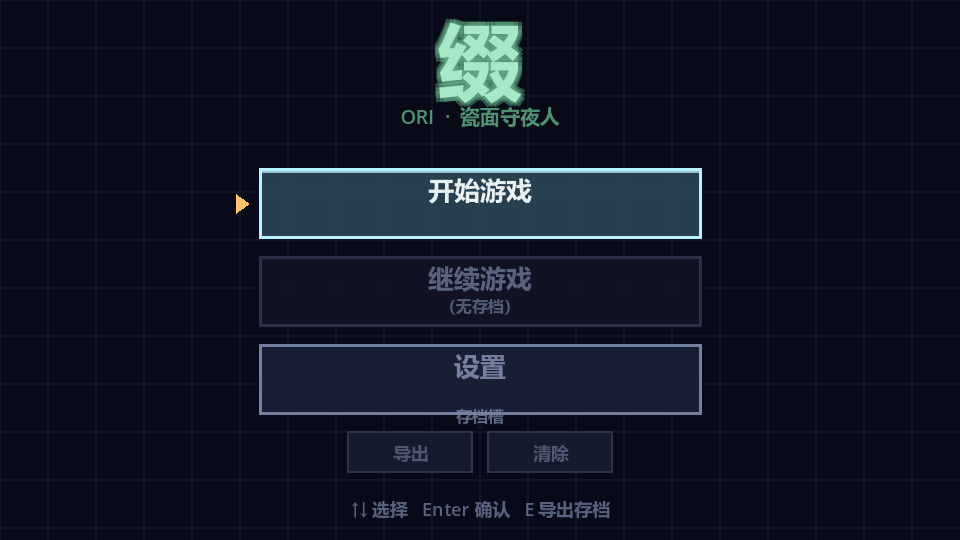 缀
ORI · 瓷面守夜人
开始游戏
继续游戏
（无存档）
设置
存档槽
导出 清除
↑↓ 选择 Enter 确认 E 导出存档